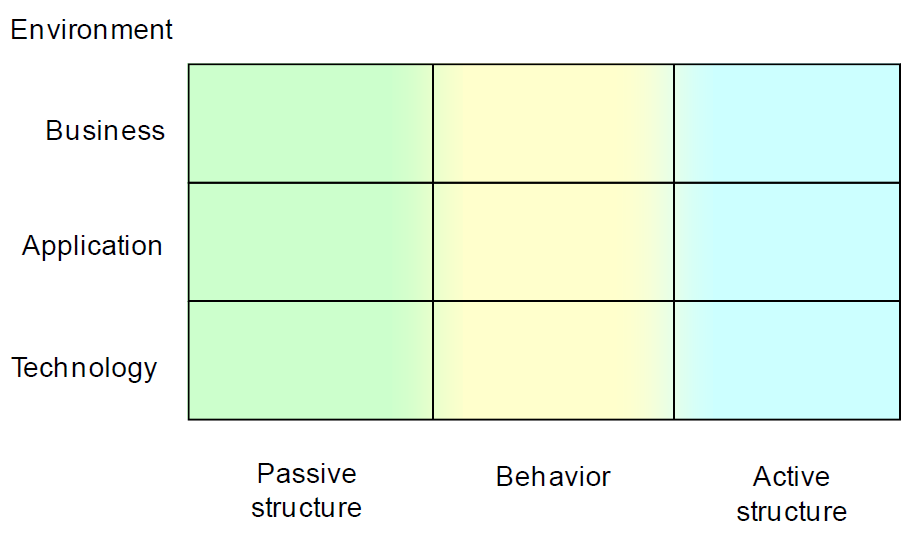 Environment
Business
Application
Technology
Passive
structure
Behavior
Active
structure